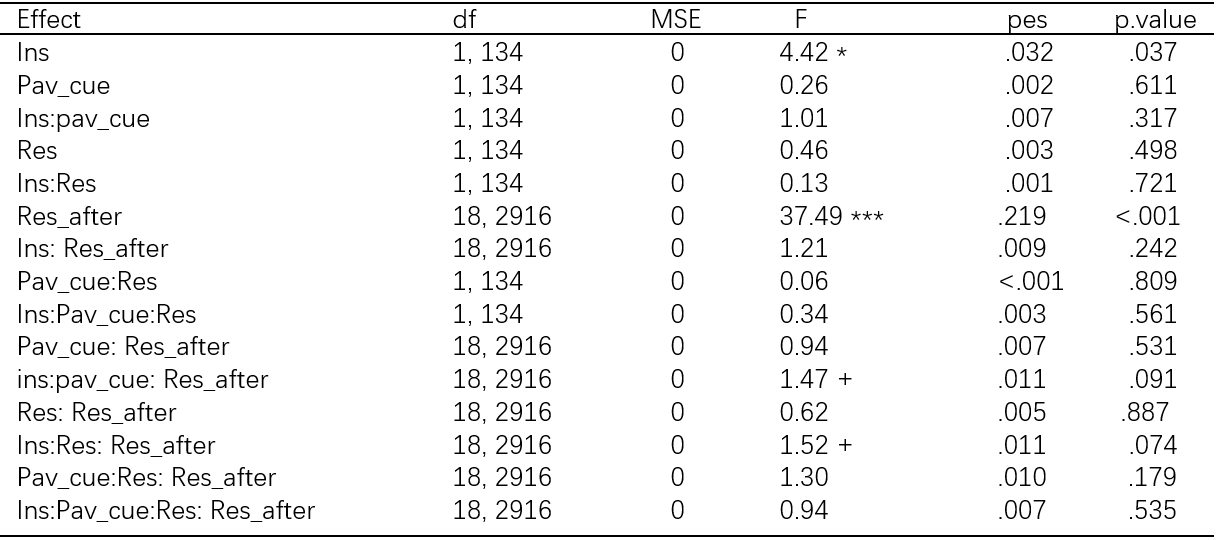 Effect df MSE F pes p.value
Ins 1, 134 0 4.42 * .032 .037
Pav_cue 1, 134 0 0.26 .002 .611
Ins:pav_cue 1, 134 0 1.01 .007 .317
Res 1, 134 0 0.46 .003 .498
Ins:Res 1, 134 0 0.13 .001 .721
Res_after 18, 2916 0 37.49 *** .219 <.001
Ins: Res_after 18, 2916 0 1.21 .009 .242
Pav_cue:Res 1, 134 0 0.06 <.001 .809
Ins:Pav_cue:Res 1, 134 0 0.34 .003 .561
Pav_cue: Res_after 18, 2916 0 0.94 .007 .531
ins:pav_cue: Res_after 18, 2916 0 1.47 + .011 .091
Res: Res_after 18, 2916 0 0.62 .005 .887
Ins:Res: Res_after 18, 2916 0 1.52 + .011 .074
Pav_cue:Res: Res_after 18, 2916 0 1.30 .010 .179
Ins:Pav_cue:Res: Res_after 18, 2916 0 0.94 .007 .535